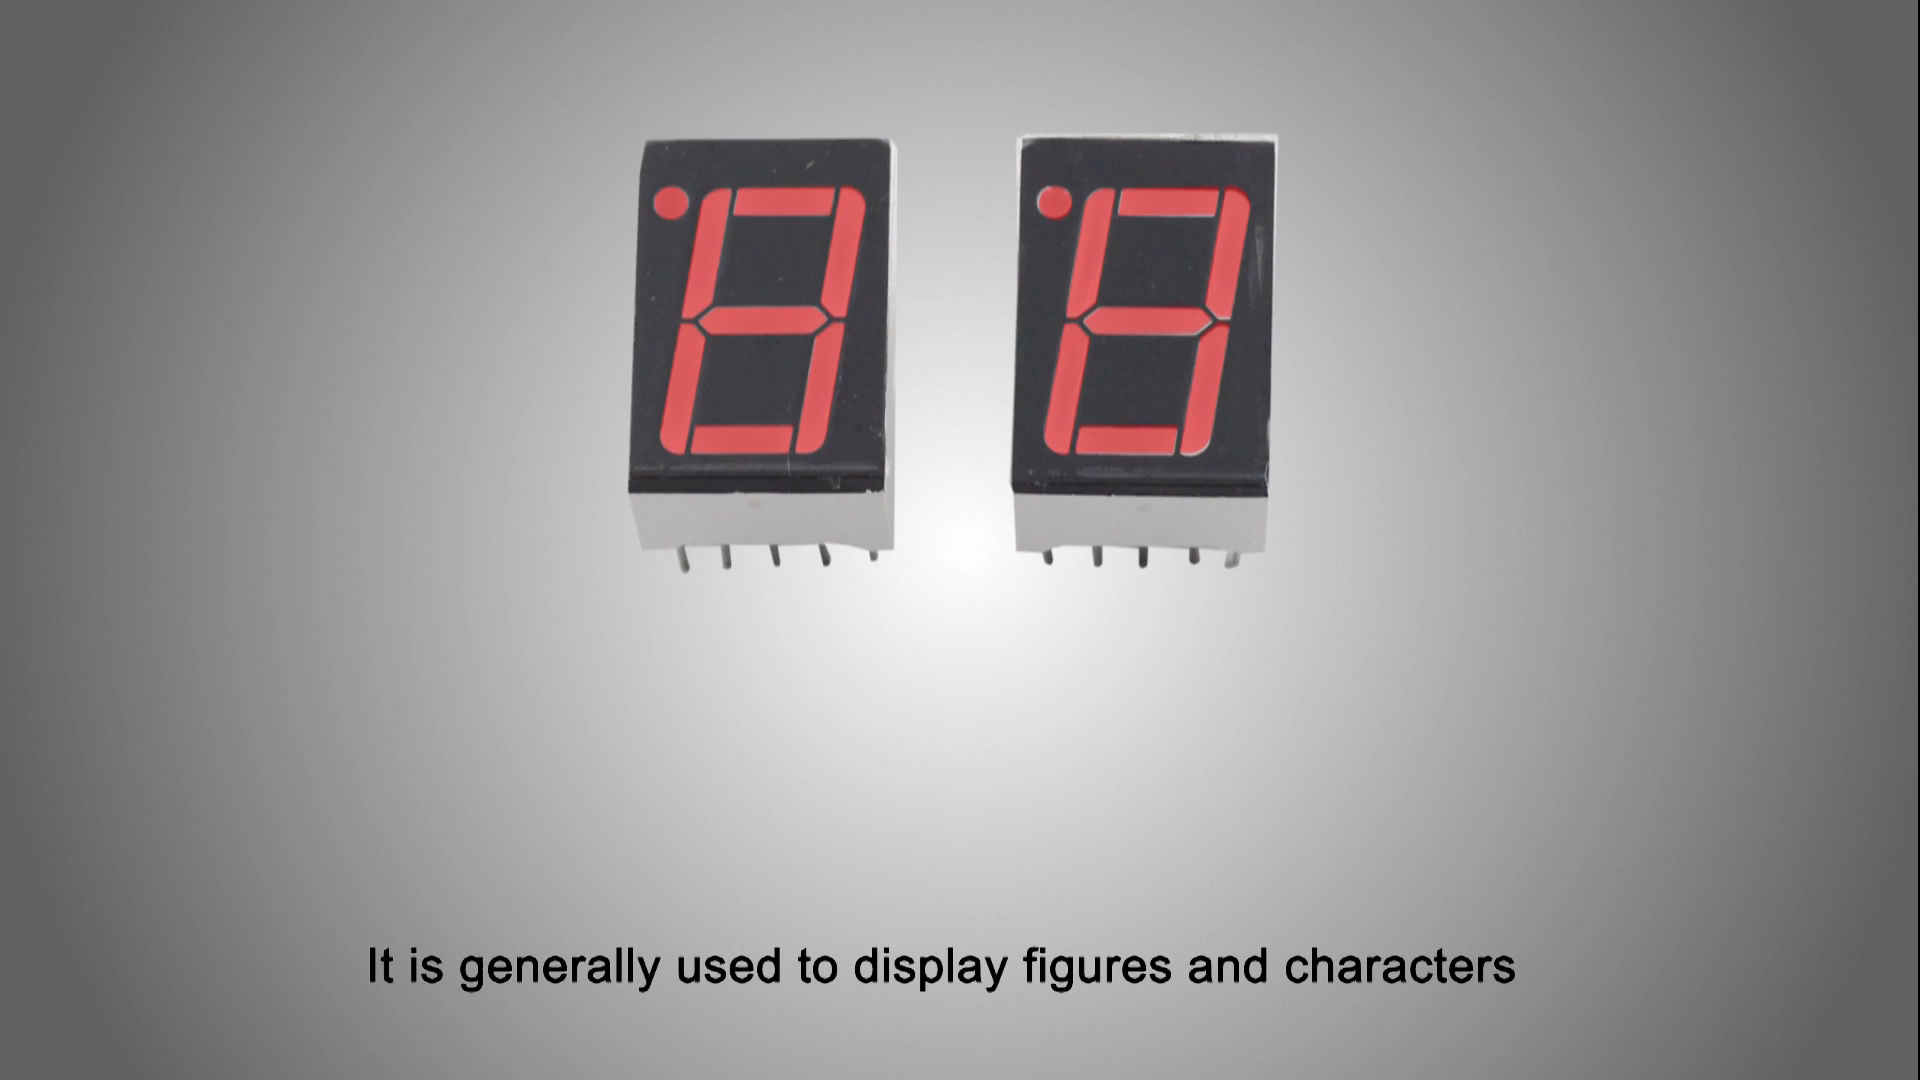 It is generally used to display figures and characters